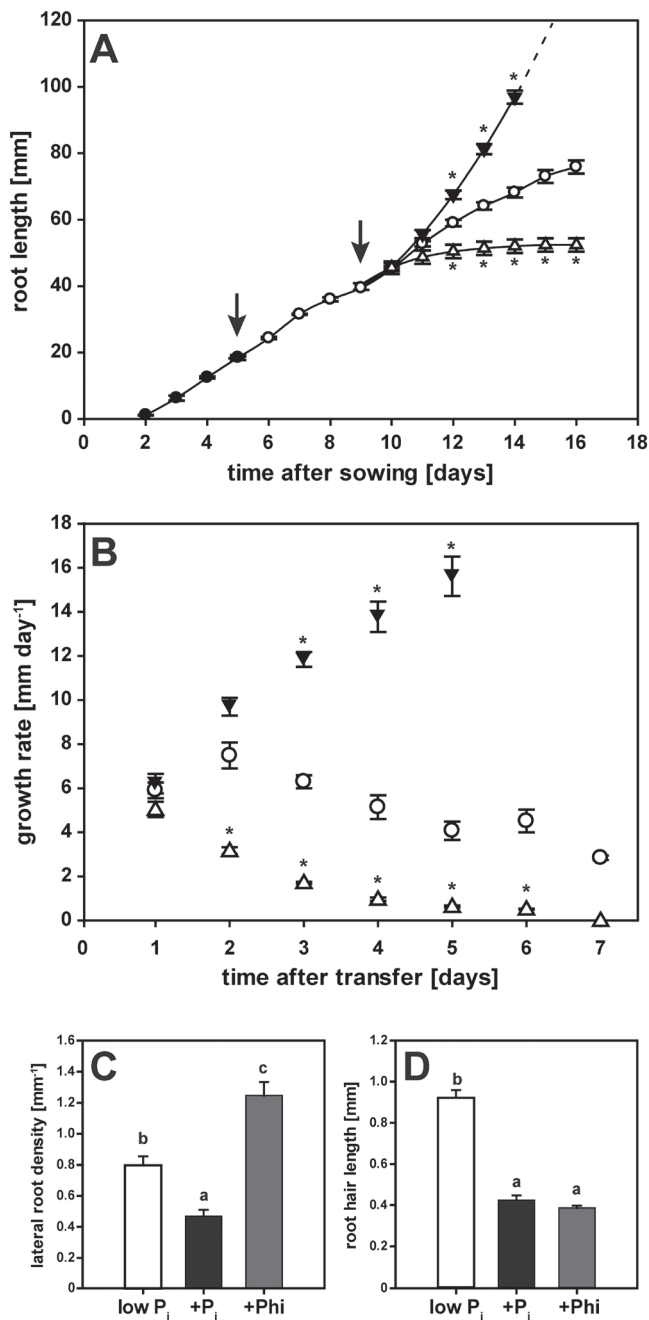 A
120
100
80
60
40
20
0
root length [mm]
* * *
* * * * *
0 2 4 6 8 10 12 14 16 18
time after sowing [days]
B
18
16
14
12
10
8
6
4
2
0
growth rate [mm day-1]
* * *
* * * * *
0 1 2 3 4 5 6 7
time after transfer [days]
C
1.6
1.4
1.2
1.0
0.8
0.6
0.4
0.2
0
lateral root density [mm-1]
b a c
low Pi +Pi +Phi
D
1.2
1.0
0.8
0.6
0.4
0.2
0
root hair length [mm]
b a a
low Pi +Pi +Phi